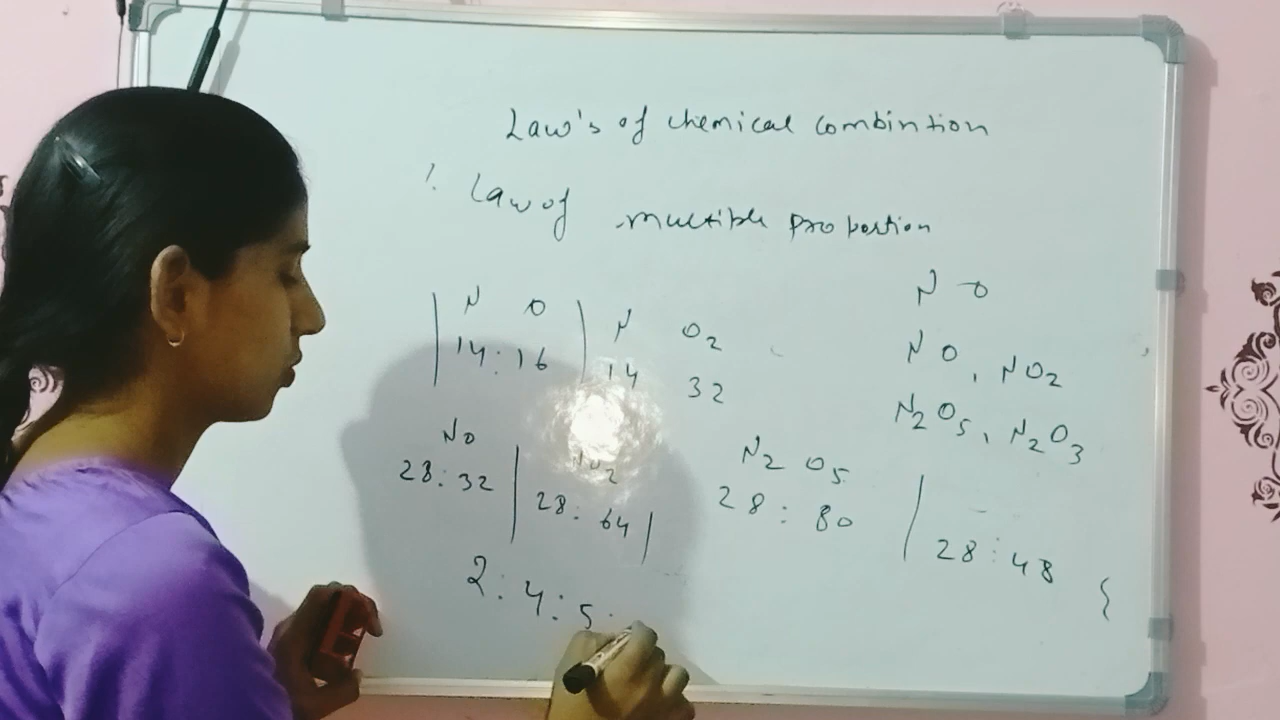 Law's of chemical combintion
1. Law of multible proportion
N O
N O | N O2
NO, NO2
14:16 | 14 32
N2O5, N2O3
NO | NO2 N2 O5
28:32 | 28:64 | 28:80 | 28:48
2:4:5: